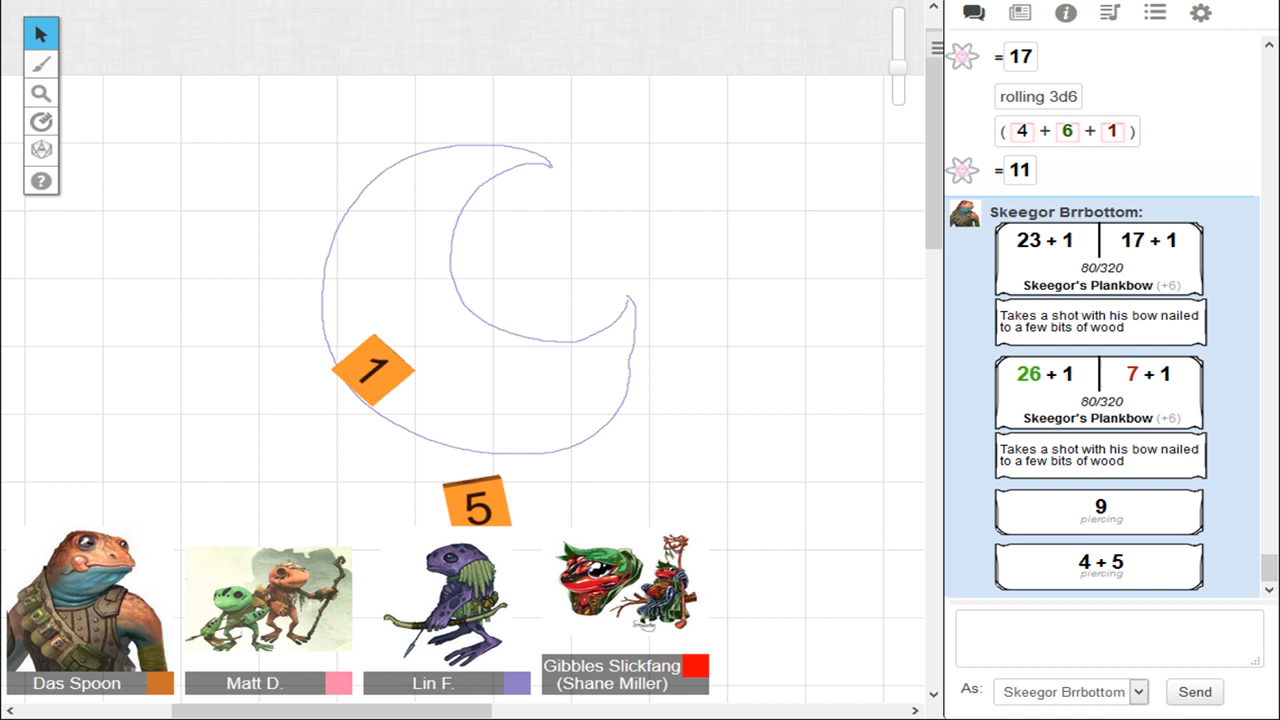 = 17
rolling 3d6
( 4 + 6 + 1 )
= 11
Skeegor Brrbottom:
23 + 1 17 + 1
80/320
Skeegor's Plankbow (+6)
Takes a shot with his bow nailed
to a few bits of wood
26 + 1 7 + 1
80/320
Skeegor's Plankbow (+6)
Takes a shot with his bow nailed
to a few bits of wood
9
piercing
4 + 5
piercing
As: Skeegor Brrbottom Send
1
5
Das Spoon
Matt D.
Lin F.
Gibbles Slickfang
(Shane Miller)